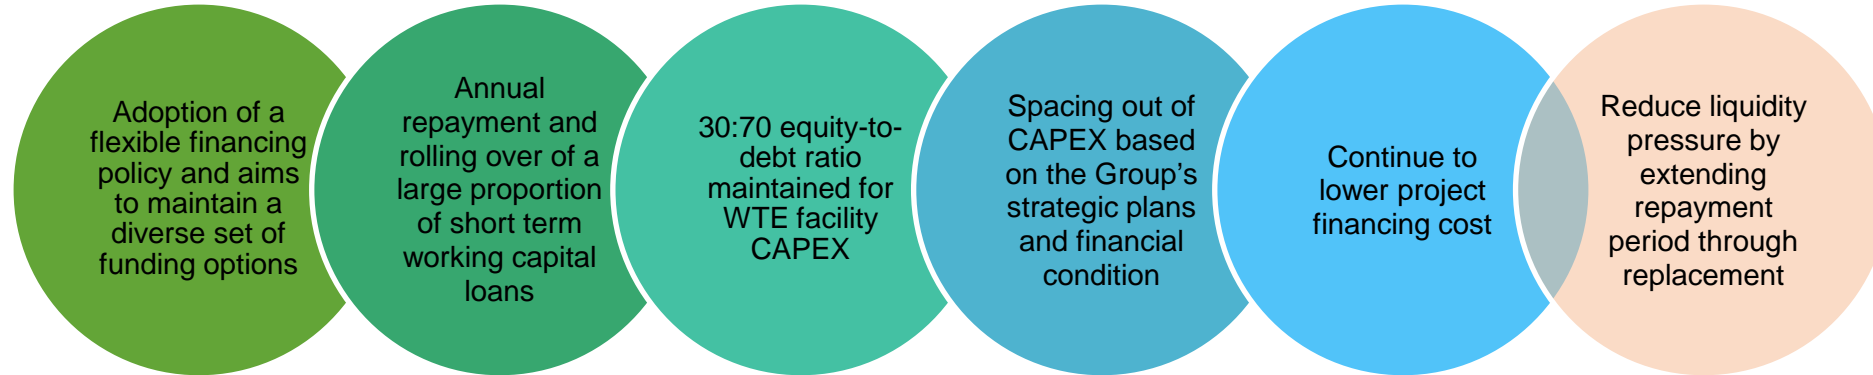 Adoption of a
flexible financing
policy and aims
to maintain a
diverse set of
funding options
Annual
repayment and
rolling over of a
large proportion
of short term
working capital
loans
30:70 equity-to-
debt ratio
maintained for
WTE facility
CAPEX
Spacing out of
CAPEX based
on the Group's
strategic plans
and financial
condition
Continue to
lower project
financing cost
Reduce liquidity
pressure by
extending
repayment
period through
replacement